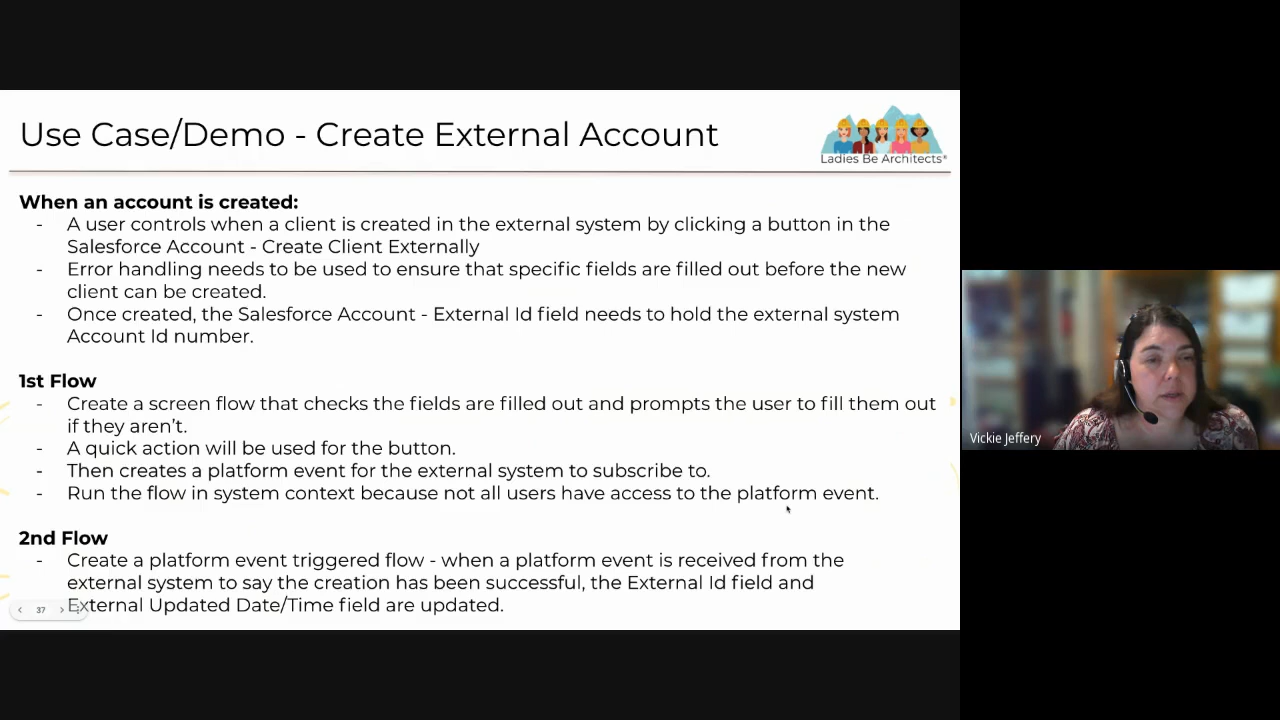 Use Case/Demo - Create External Account
Ladies Be Architects*
When an account is created:
- A user controls when a client is created in the external system by clicking a button in the
Salesforce Account - Create Client Externally
- Error handling needs to be used to ensure that specific fields are filled out before the new
client can be created.
- Once created, the Salesforce Account - External Id field needs to hold the external system
Account Id number.
1st Flow
- Create a screen flow that checks the fields are filled out and prompts the user to fill them out
if they aren't.
- A quick action will be used for the button.
- Then creates a platform event for the external system to subscribe to.
- Run the flow in system context because not all users have access to the platform event.
2nd Flow
- Create a platform event triggered flow - when a platform event is received from the
external system to say the creation has been successful, the External Id field and
External Updated Date/Time field are updated.
37
Vickie Jeffery